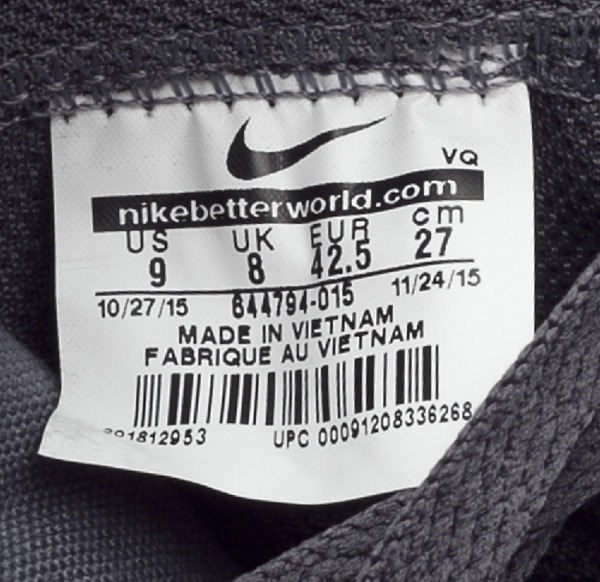 VQ
nikebetterworld.com
US UK EUR cm
9 8 42.5 27
10/27/15 644794-015 11/24/15
MADE IN VIETNAM
FABRIQUE AU VIETNAM
UPC 00091208336268